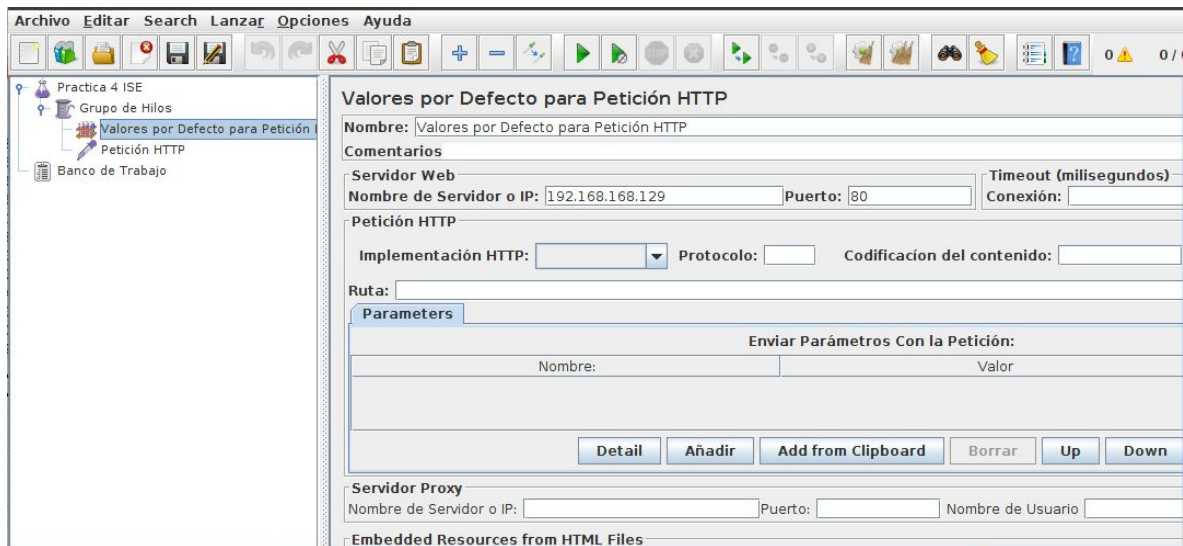 Archivo Editar Search Lanzar Opciones Ayuda
STOP
0
0 /
Practica 4 ISE
Grupo de Hilos
Valores por Defecto para Petición
Petición HTTP
Banco de Trabajo
Valores por Defecto para Petición HTTP
Nombre: Valores por Defecto para Petición HTTP
Comentarios
Servidor Web
Nombre de Servidor o IP: 192.168.168.129 Puerto: 80
Timeout (milisegundos)
Conexión:
Petición HTTP
Implementación HTTP: Protocolo: Codificacíon del contenido:
Ruta:
Parameters
Enviar Parámetros Con la Petición:
Nombre: Valor
Detail Añadir Add from Clipboard Borrar Up Down
Servidor Proxy
Nombre de Servidor o IP: Puerto: Nombre de Usuario
Embedded Resources from HTML Files